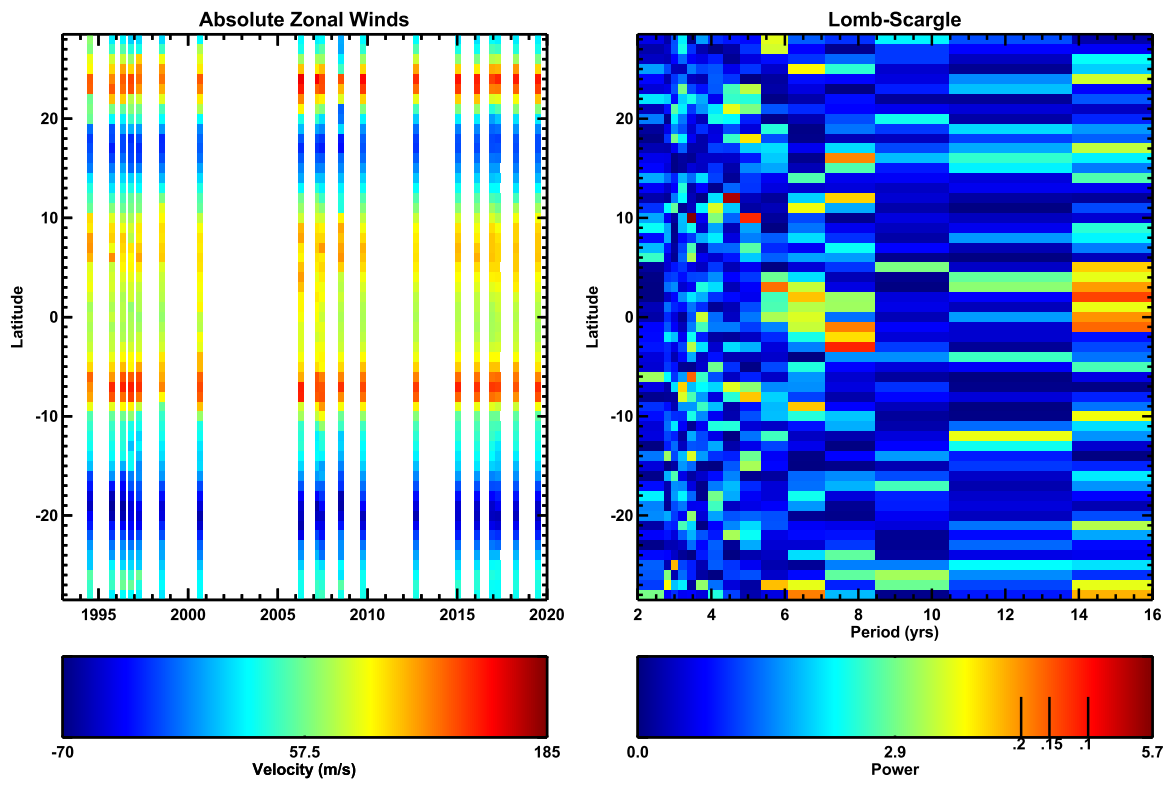 Absolute Zonal Winds
Lomb-Scargle
Latitude
20
10
0
-10
-20
1995 2000 2005 2010 2015 2020
Latitude
20
10
0
-10
-20
2 4 6 8 10 12 14 16
Period (yrs)
-70 57.5 185
Velocity (m/s)
.2 .15 .1
0.0 2.9 5.7
Power